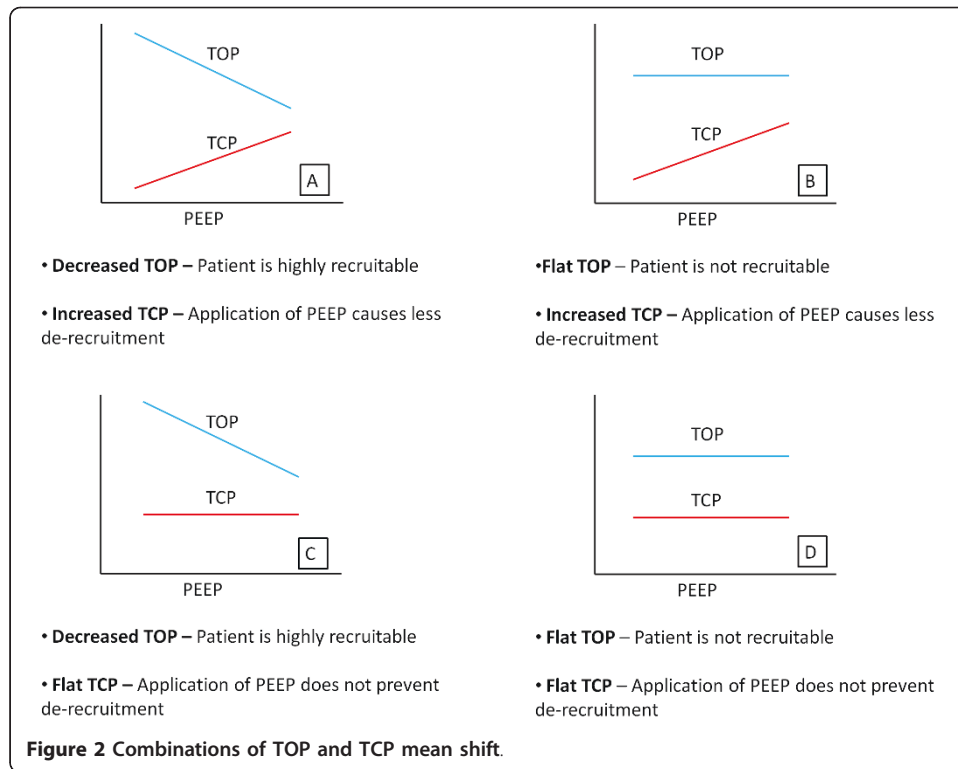 TOP
TCP
A
PEEP
• Decreased TOP – Patient is highly recruitable
• Increased TCP – Application of PEEP causes less
de-recruitment
TOP
TCP
B
PEEP
•Flat TOP – Patient is not recruitable
• Increased TCP – Application of PEEP causes less
de-recruitment
TOP
TCP
C
PEEP
• Decreased TOP – Patient is highly recruitable
• Flat TCP – Application of PEEP does not prevent
de-recruitment
TOP
TCP
D
PEEP
• Flat TOP – Patient is not recruitable
• Flat TCP – Application of PEEP does not prevent
de-recruitment
Figure 2 Combinations of TOP and TCP mean shift.